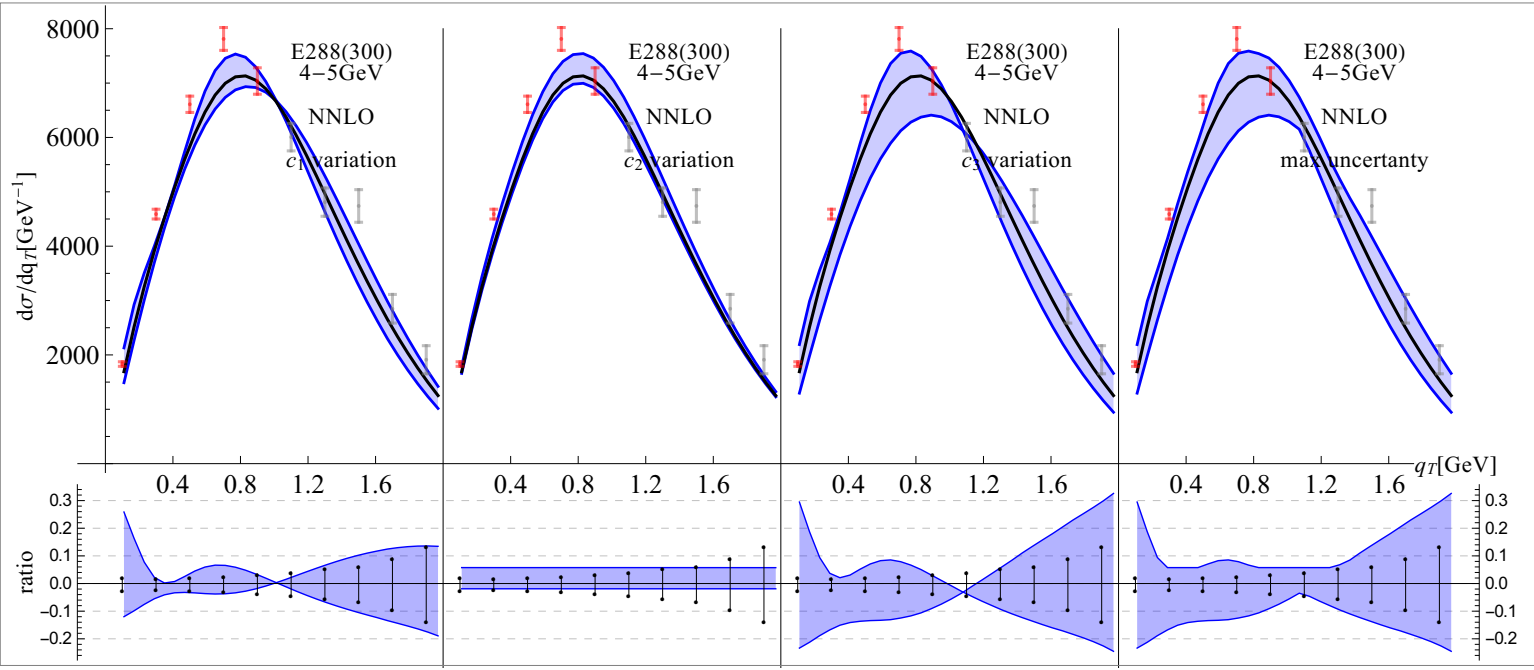 8000
6000
4000
2000
dσ/dq_T[GeV⁻¹]
E288(300)
4−5GeV
NNLO
c₁ variation
E288(300)
4−5GeV
NNLO
c₂ variation
E288(300)
4−5GeV
NNLO
c₃ variation
E288(300)
4−5GeV
NNLO
max uncertanty
0.4 0.8 1.2 1.6
0.4 0.8 1.2 1.6
0.4 0.8 1.2 1.6
0.4 0.8 1.2 1.6
q_T[GeV]
ratio
0.3
0.2
0.1
0.0
−0.1
−0.2
0.3
0.2
0.1
0.0
−0.1
−0.2